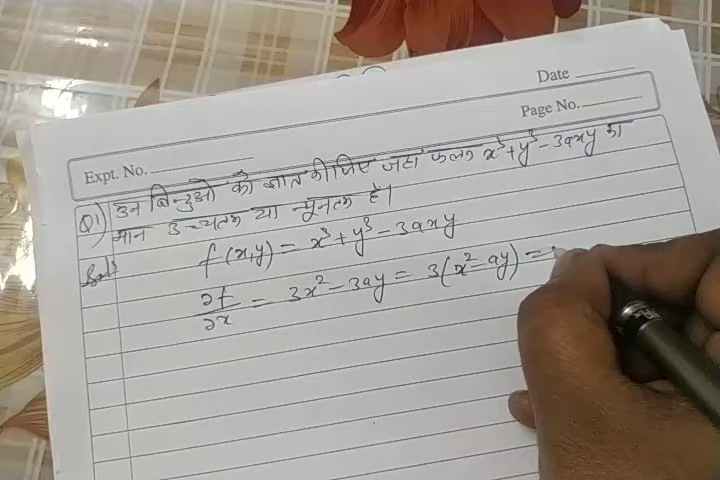 Date
Page No.
Expt. No.
Q1) उन बिन्दुओ को ज्ञात कीजिए जहां फलन x³+y³-3axy का
मान उच्चतम या न्यूनतम है।
Solⁿ f(x,y) = x³+y³-3axy
∂f/∂x = 3x²-3ay = 3(x²-ay) =